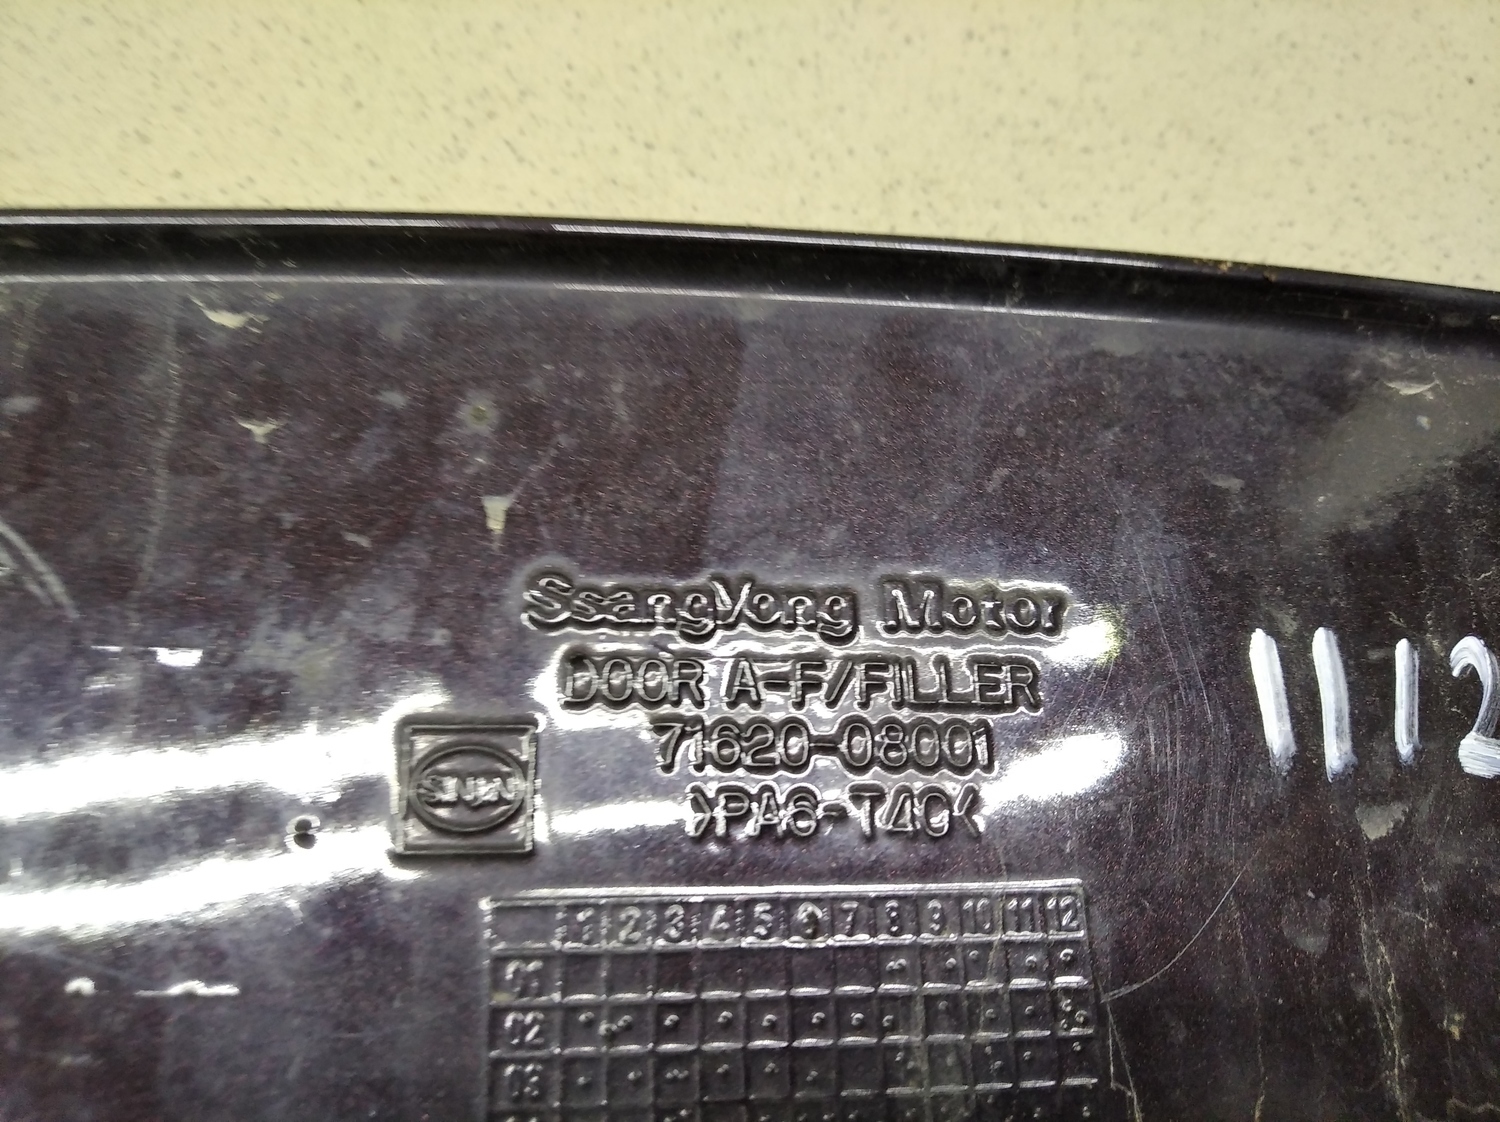 SsangYong Motor
DOOR A-F/FILLER
71620-08001
>PA6-T40<
1112
1 2 3 4 5 6 7 8 9 10 11 12
01
02
03